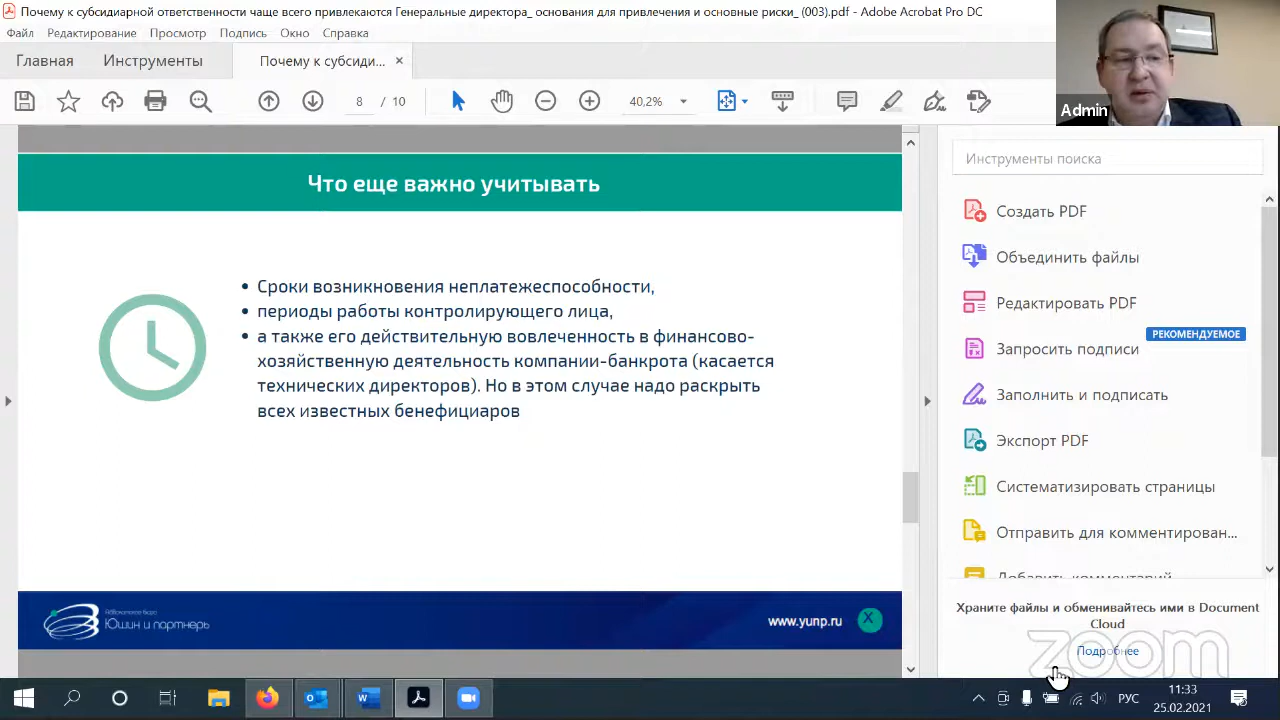 Почему к субсидиарной ответственности чаще всего привлекаются Генеральные директора_ основания для привлечения и основные риски_ (003).pdf - Adobe Acrobat Pro DC
Файл Редактирование Просмотр Подпись Окно Справка
Главная Инструменты Почему к субсиди... ×
8 / 10 40,2%
Admin
Что еще важно учитывать
• Сроки возникновения неплатежеспособности,
• периоды работы контролирующего лица,
• а также его действительную вовлеченность в финансово-
хозяйственную деятельность компании-банкрота (касается
технических директоров). Но в этом случае надо раскрыть
всех известных бенефициаров
Адвокатское бюро
Юшин и партнеръ
www.yunp.ru
X
Инструменты поиска
Создать PDF
Объединить файлы
Редактировать PDF
РЕКОМЕНДУЕМОЕ
Запросить подписи
Заполнить и подписать
Экспорт PDF
Систематизировать страницы
Отправить для комментирован...
Добавить комментарий
Храните файлы и обменивайтесь ими в Document
Cloud
Подробнее
zoom
РУС
11:33
25.02.2021